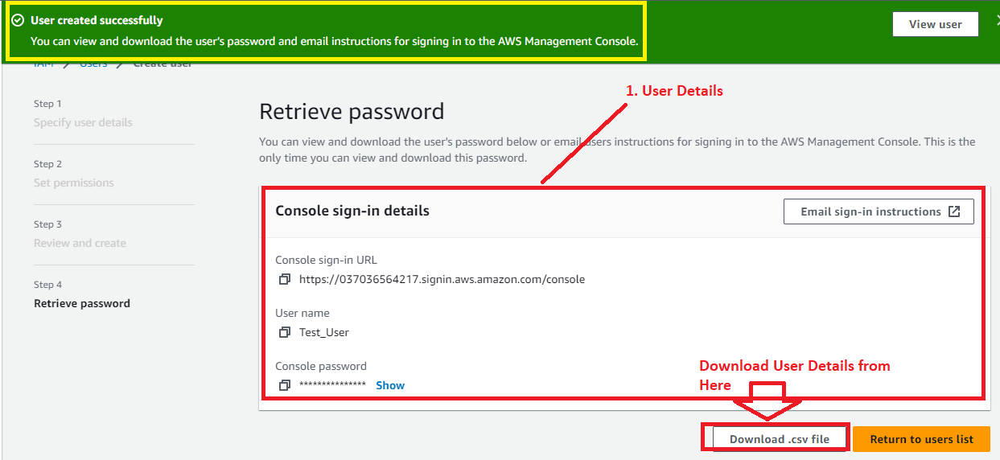 User created successfully
You can view and download the user's password and email instructions for signing in to the AWS Management Console.
View user
IAM Users Create user
Step 1
Specify user details
Step 2
Set permissions
Step 3
Review and create
Step 4
Retrieve password
1. User Details
Retrieve password
You can view and download the user's password below or email users instructions for signing in to the AWS Management Console. This is the
only time you can view and download this password.
Console sign-in details
Email sign-in instructions
Console sign-in URL
https://037036564217.signin.aws.amazon.com/console
User name
Test_User
Console password
*************** Show
Download User Details from
Here
Download .csv file
Return to users list